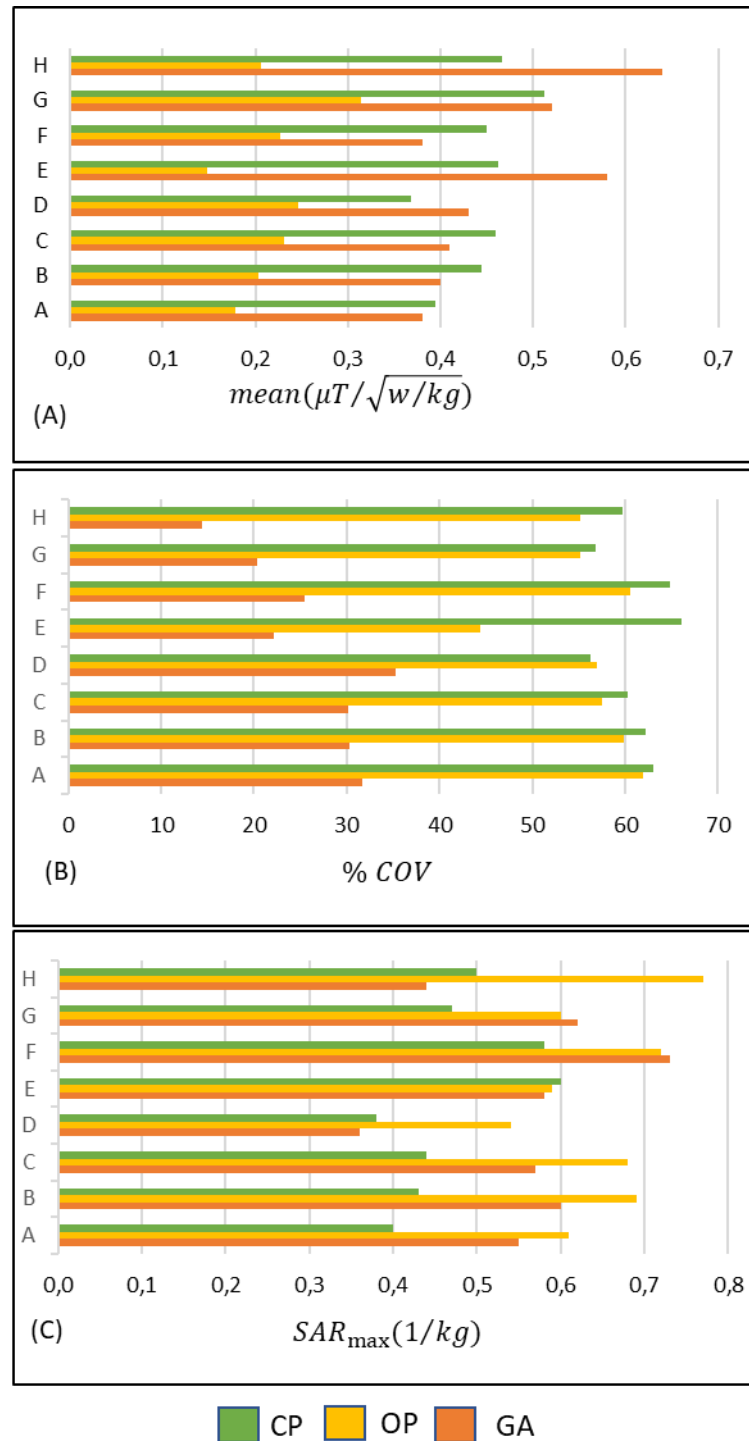 H
G
F
E
D
C
B
A
0,0 0,1 0,2 0,3 0,4 0,5 0,6 0,7
mean(μT/√w/kg)
(A)
H
G
F
E
D
C
B
A
0 10 20 30 40 50 60 70
% COV
(B)
H
G
F
E
D
C
B
A
0,0 0,1 0,2 0,3 0,4 0,5 0,6 0,7 0,8
SARmax(1/kg)
(C)
CP OP GA